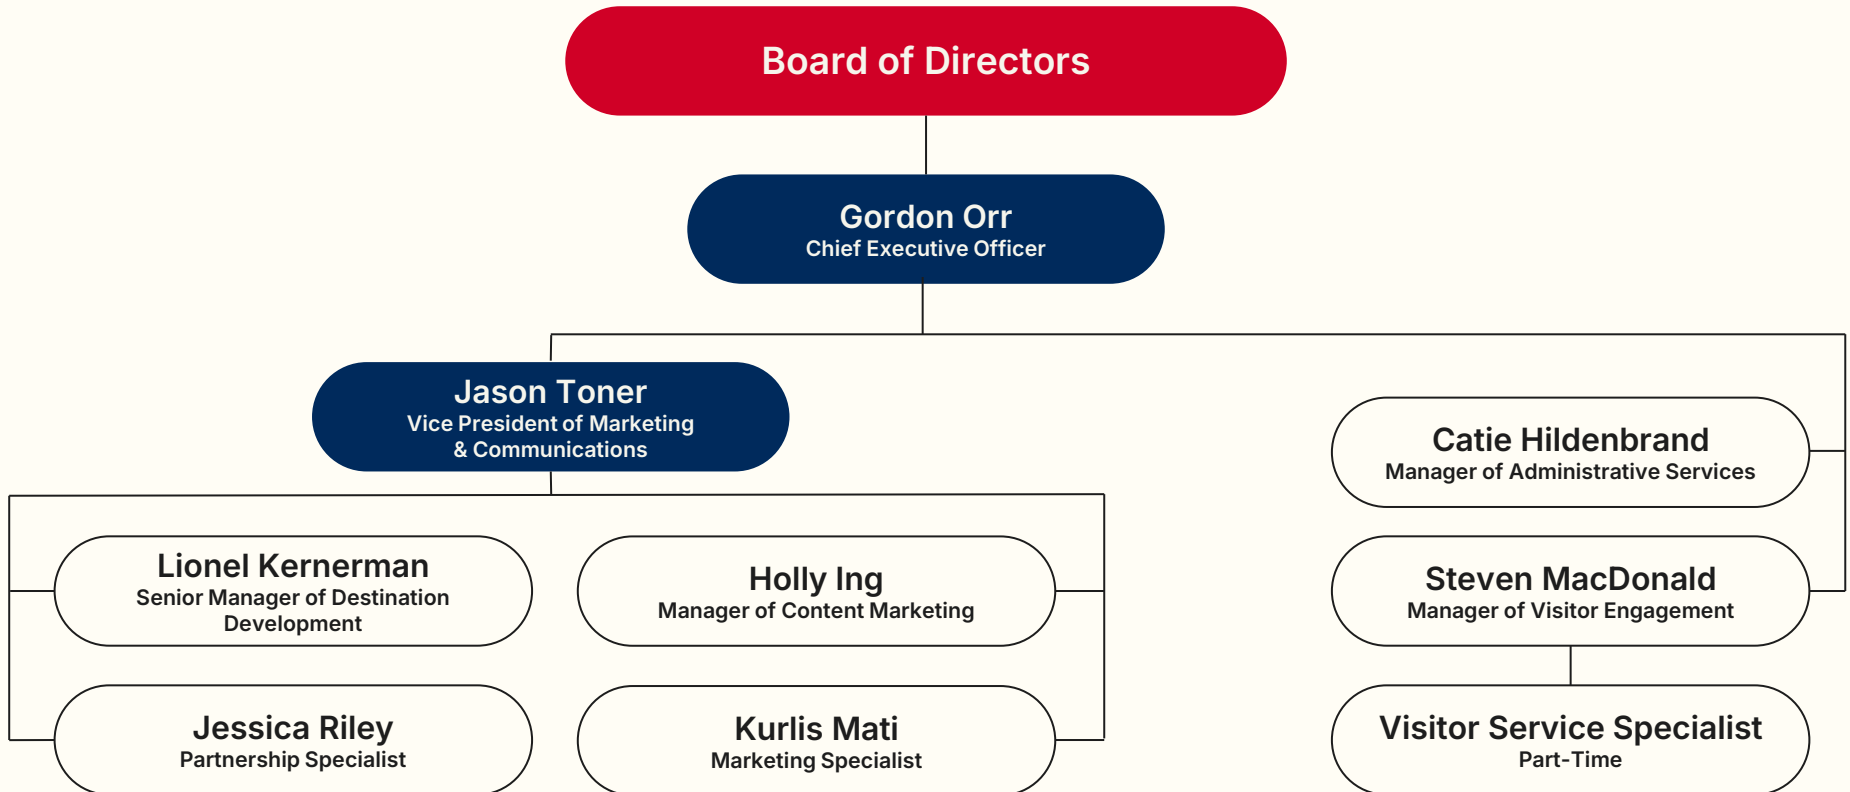 Board of Directors
Gordon Orr
Chief Executive Officer
Jason Toner
Vice President of Marketing
& Communications
Catie Hildenbrand
Manager of Administrative Services
Lionel Kernerman
Senior Manager of Destination
Development
Holly Ing
Manager of Content Marketing
Steven MacDonald
Manager of Visitor Engagement
Jessica Riley
Partnership Specialist
Kurlis Mati
Marketing Specialist
Visitor Service Specialist
Part-Time